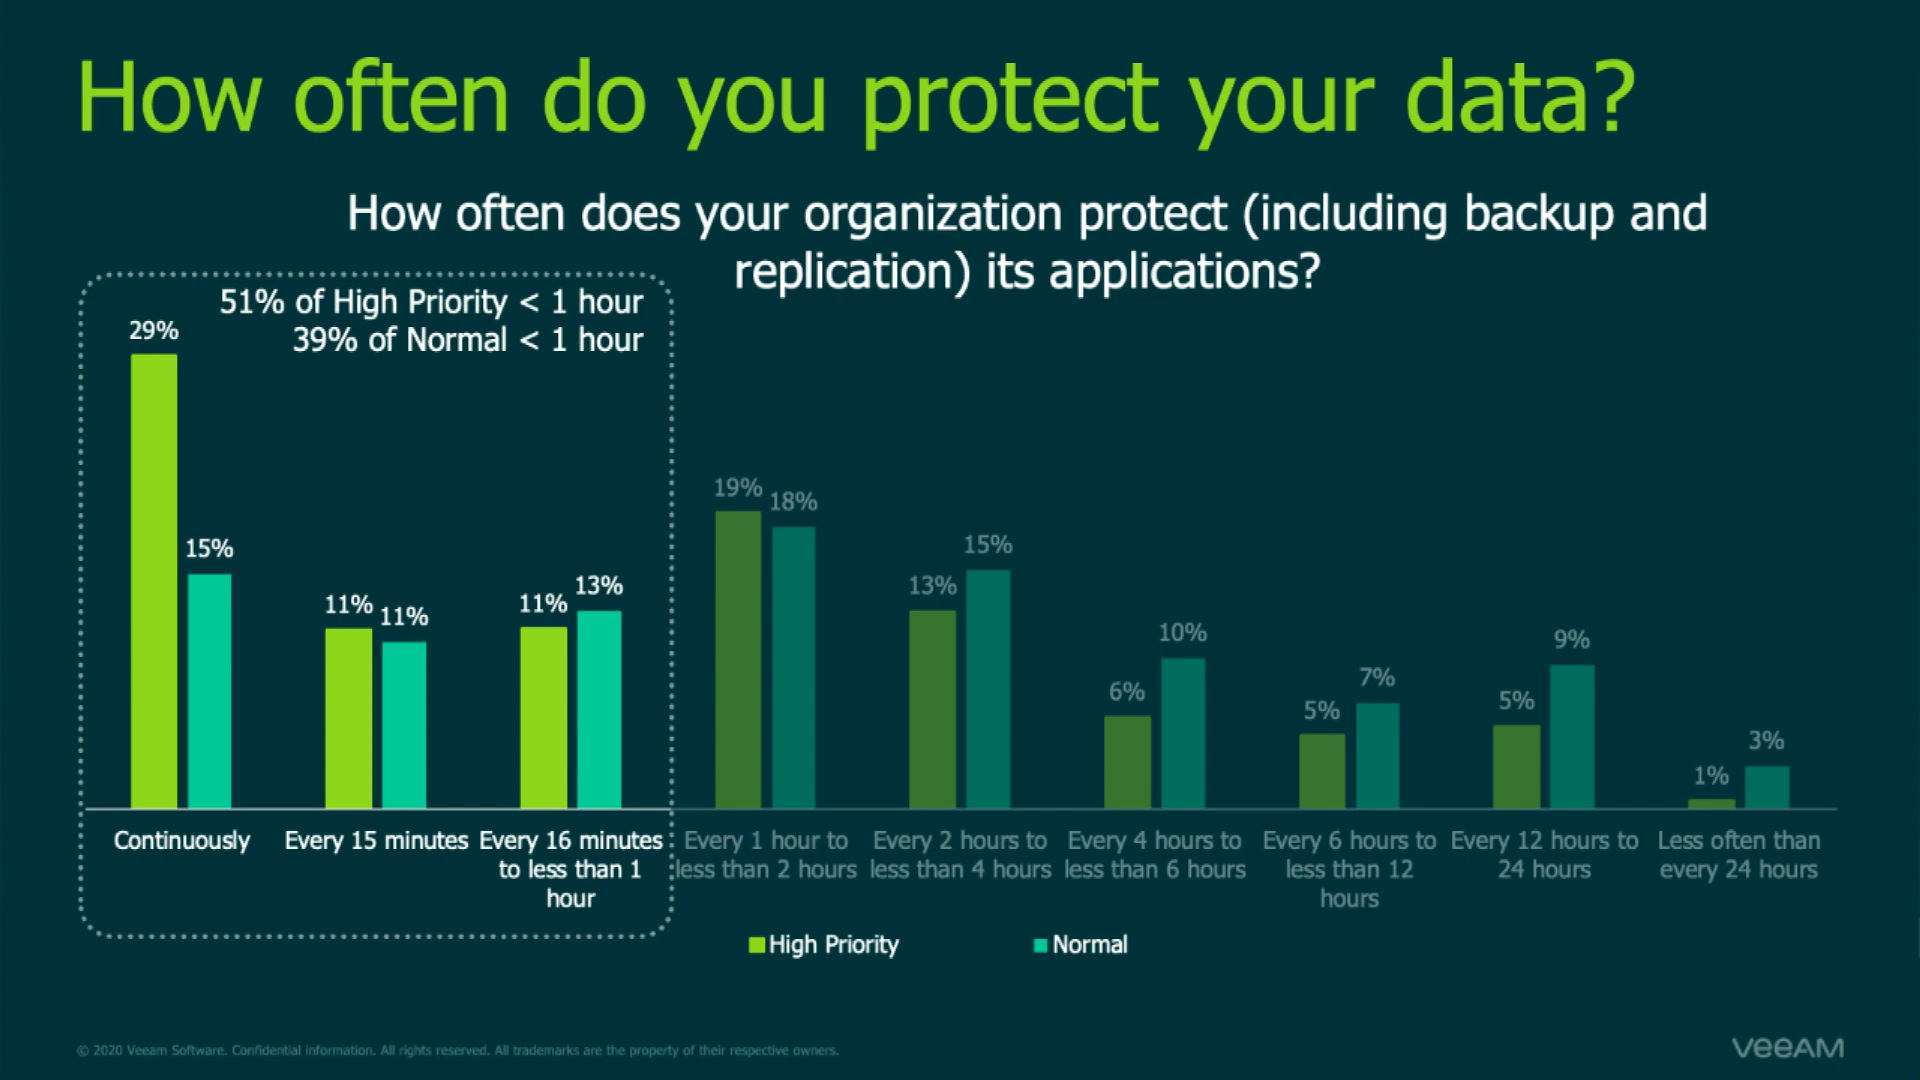 How often do you protect your data?
How often does your organization protect (including backup and
replication) its applications?
51% of High Priority < 1 hour
39% of Normal < 1 hour
29%
15%
11%
11%
11%
13%
19%
18%
13%
15%
6%
10%
5%
7%
5%
9%
1%
3%
Continuously
Every 15 minutes
Every 16 minutes
to less than 1
hour
Every 1 hour to
less than 2 hours
Every 2 hours to
less than 4 hours
Every 4 hours to
less than 6 hours
Every 6 hours to
less than 12
hours
Every 12 hours to
24 hours
Less often than
every 24 hours
High Priority
Normal
© 2020 Veeam Software. Confidential information. All rights reserved. All trademarks are the property of their respective owners.
veeAM